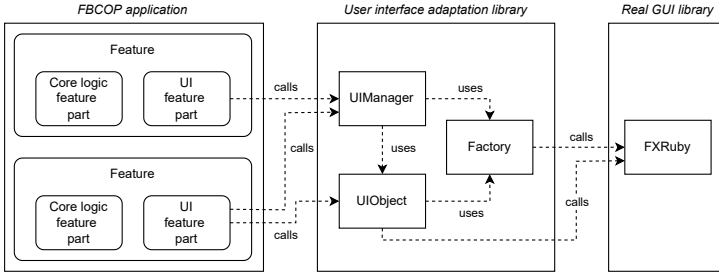 FBCOP application
User interface adaptation library
Real GUI library
Feature
Core logic
feature
part
UI
feature
part
calls
UIManager
uses
calls
uses
Factory
calls
FXRuby
Feature
Core logic
feature
part
UI
feature
part
calls
UIObject
uses
calls